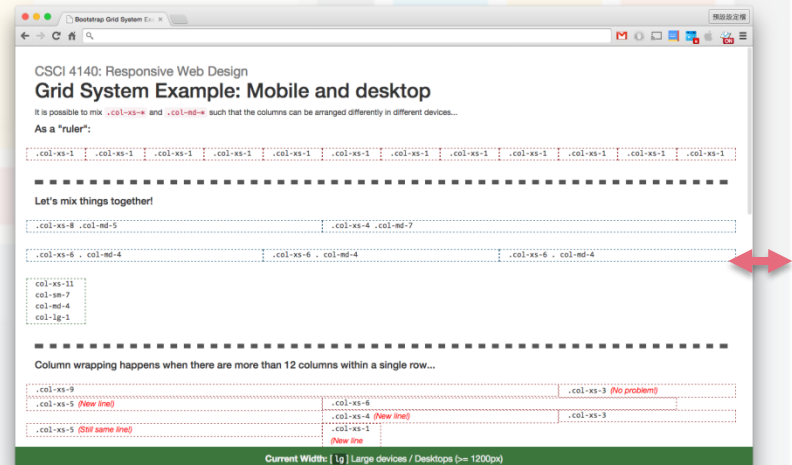 Bootstrap Grid System Exa
預設設定檔
CSCI 4140: Responsive Web Design
Grid System Example: Mobile and desktop
It is possible to mix .col-xs-* and .col-md-* such that the columns can be arranged differently in different devices...
As a "ruler":
.col-xs-1 .col-xs-1 .col-xs-1 .col-xs-1 .col-xs-1 .col-xs-1 .col-xs-1 .col-xs-1 .col-xs-1 .col-xs-1 .col-xs-1 .col-xs-1
Let's mix things together!
.col-xs-8 .col-md-5 .col-xs-4 .col-md-7
.col-xs-6 . col-md-4 .col-xs-6 . col-md-4 .col-xs-6 . col-md-4
col-xs-11
col-sm-7
col-md-4
col-lg-1
Column wrapping happens when there are more than 12 columns within a single row...
.col-xs-9 .col-xs-3 (No problem!)
.col-xs-5 (New line!) .col-xs-6
.col-xs-4 (New line!) .col-xs-3
.col-xs-5 (Still same line!) .col-xs-1
(New line
Current Width: [lg] Large devices / Desktops (>= 1200px)